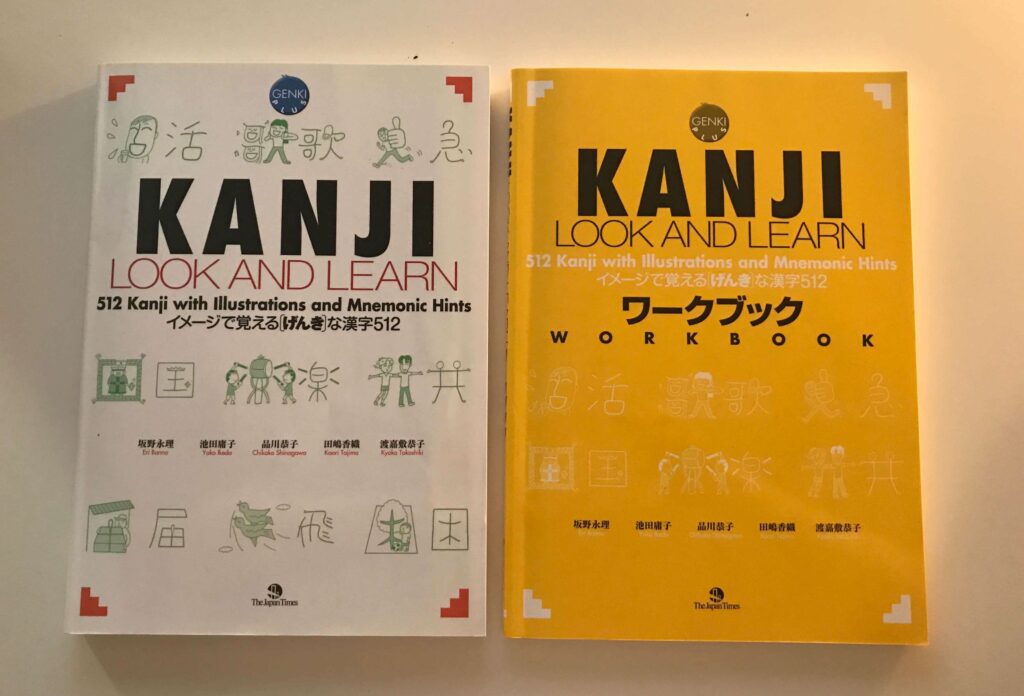 GENKI
PLUS
活 歌 急
KANJI
LOOK AND LEARN
512 Kanji with Illustrations and Mnemonic Hints
イメージで覚える[げんき]な漢字512
国 楽 共
坂野永理 池田庸子 品川恭子 田嶋香織 渡嘉敷恭子
Eri Banno Yoko Ikeda Chikako Shinagawa Kaori Tajima Kyoko Tokashiki
届 飛 困
The Japan Times
GENKI
PLUS
KANJI
LOOK AND LEARN
512 Kanji with Illustrations and Mnemonic Hints
イメージで覚える[げんき]な漢字512
ワークブック
WORKBOOK
活 歌 急
国 楽 共
坂野永理 池田庸子 品川恭子 田嶋香織 渡嘉敷恭子
The Japan Times